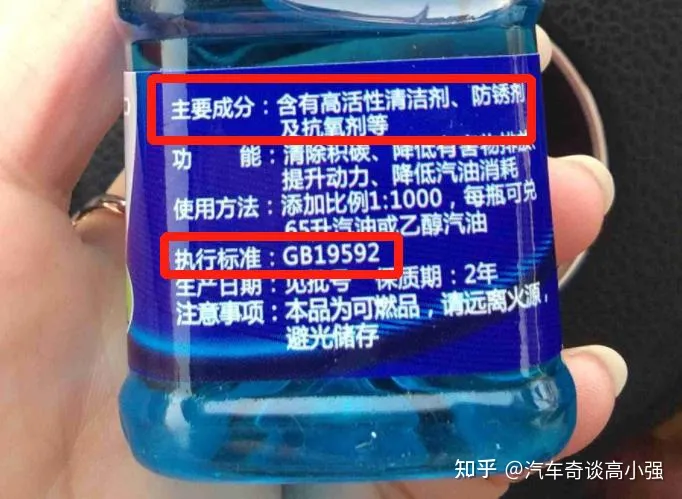 主要成分：含有高活性清洁剂、防锈剂
及抗氧剂等
功 能：清除积碳、降低有害物排放
提升动力、降低汽油消耗
使用方法：添加比例1:1000，每瓶可兑
65升汽油或乙醇汽油
执行标准：GB19592
生产日期：见批号 保质期：2年
注意事项：本品为可燃品，请远离火源，
避光储存
知乎 @汽车奇谈高小强